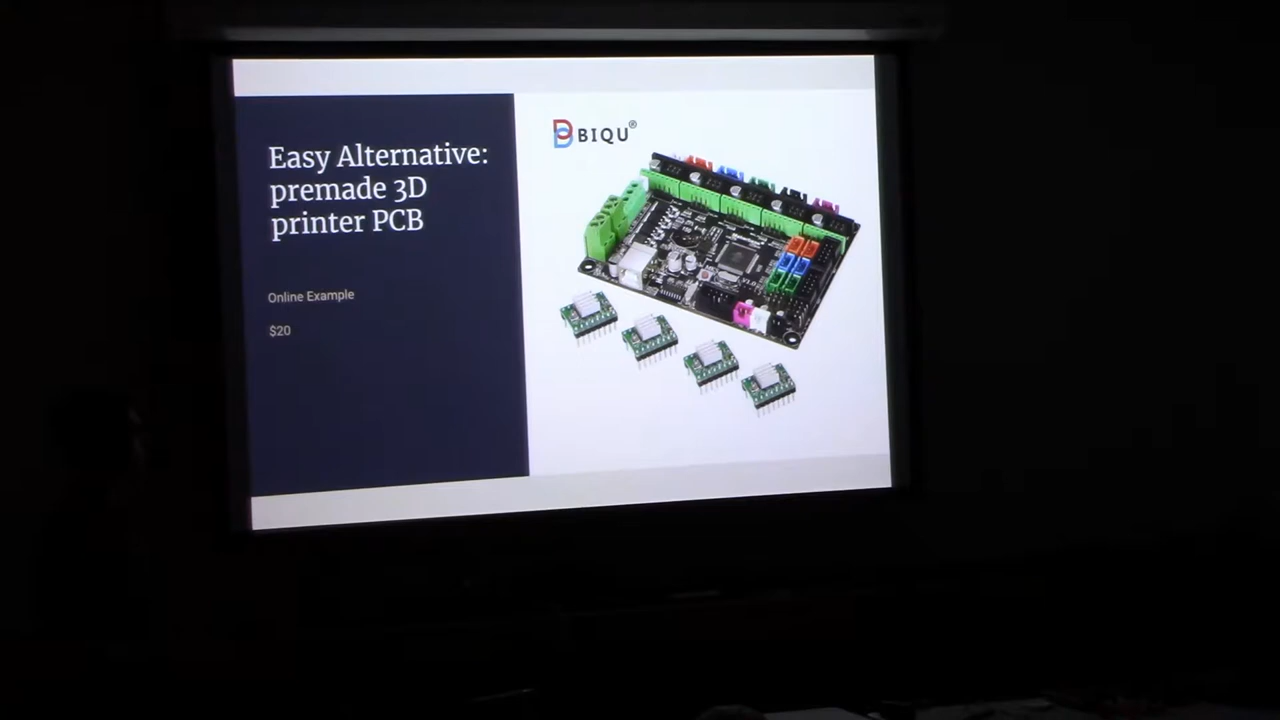 Easy Alternative:
premade 3D
printer PCB
Online Example
$20
BIQU®